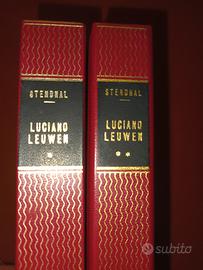 STENDHAL
LUCIANO
LEUWEN
*
STENDHAL
LUCIANO
LEUWEN
**
subito